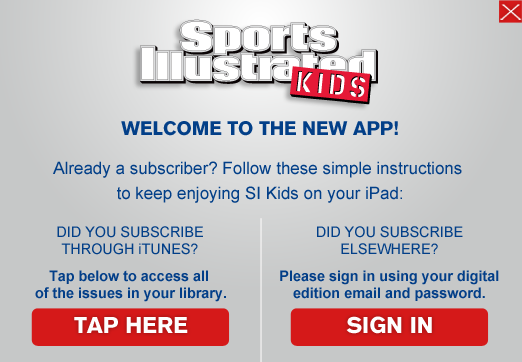 Sports
Illustrated
KIDS
WELCOME TO THE NEW APP!
Already a subscriber? Follow these simple instructions
to keep enjoying SI Kids on your iPad:
DID YOU SUBSCRIBE
THROUGH iTUNES?
Tap below to access all
of the issues in your library.
TAP HERE
DID YOU SUBSCRIBE
ELSEWHERE?
Please sign in using your digital
edition email and password.
SIGN IN